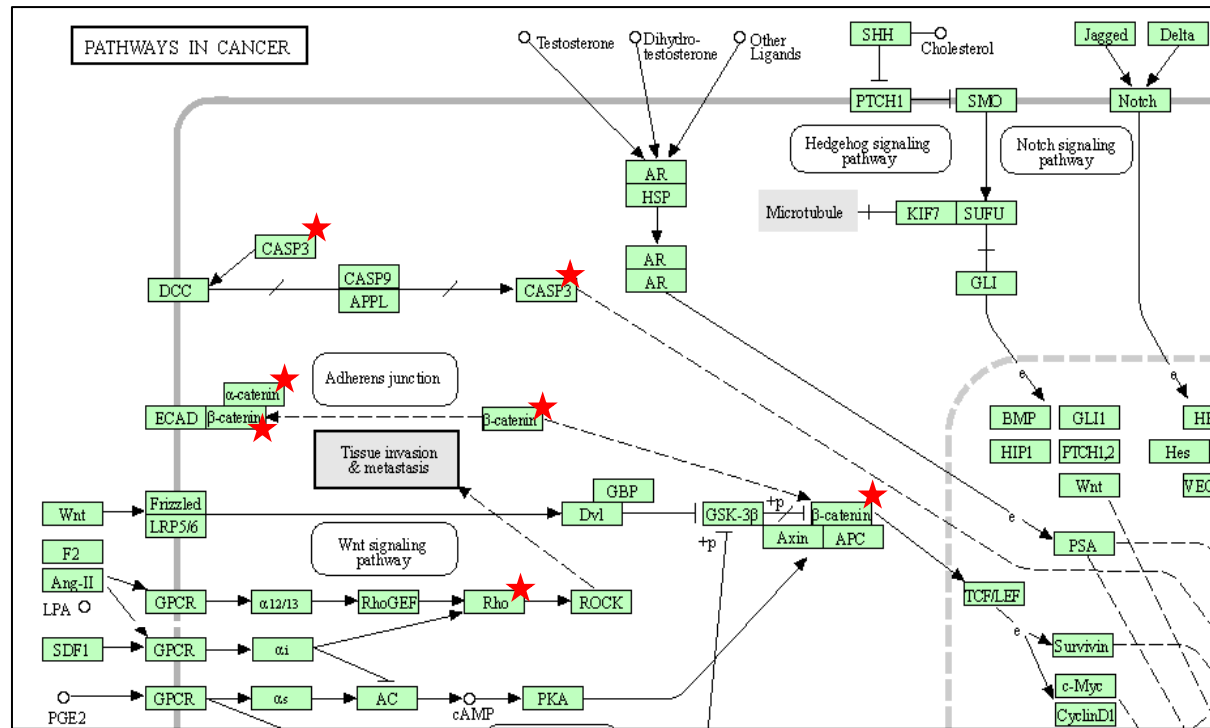 PATHWAYS IN CANCER
Testosterone
Dihydro-
testosterone
Other
Ligands
SHH
Cholesterol
Jagged
Delta
PTCH1
SMO
Notch
Hedgehog signaling
pathway
Notch signaling
pathway
AR
HSP
Microtubule
KIF7
SUFU
CASP3
AR
AR
DCC
CASP9
APPL
CASP3
GLI
Adherens junction
α-catenin
ECAD
β-catenin
β-catenin
e
e
BMP
GLI1
HIP1
PTCH1,2
Hes
Wnt
Tissue invasion
& metastasis
GBP
Wnt
Frizzled
LRP5/6
Dvl
GSK-3β
+p
β-catenin
+p
Axin
APC
e
PSA
Wnt signaling
pathway
F2
Ang-II
LPA
GPCR
α12/13
RhoGEF
Rho
ROCK
TCF/LEF
e
SDF1
GPCR
αi
Survivin
PGE2
GPCR
αs
AC
cAMP
PKA
c-Myc
CyclinD1